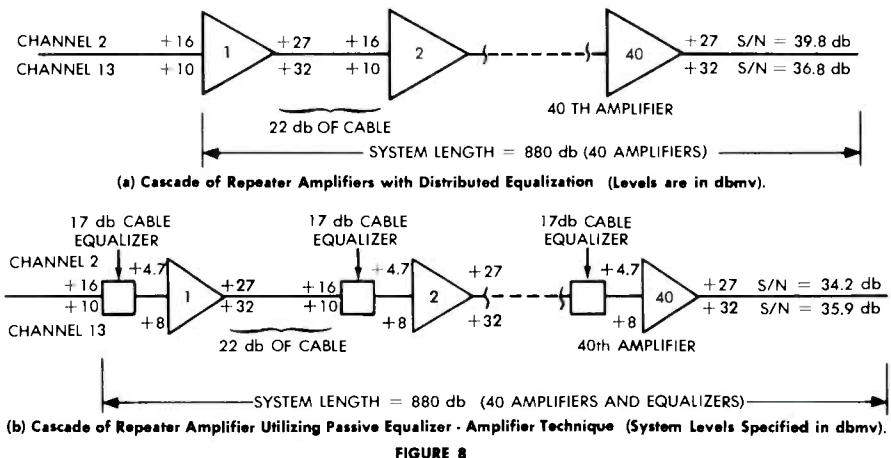 CHANNEL 2 +16 1 +27 +16 2 40 +27 S/N = 39.8 db
CHANNEL 13 +10 +32 +10 +32 S/N = 36.8 db
40 TH AMPLIFIER
22 db OF CABLE
SYSTEM LENGTH = 880 db (40 AMPLIFIERS)
(a) Cascade of Repeater Amplifiers with Distributed Equalization (Levels are in dbmv).
17 db CABLE 17 db CABLE 17db CABLE
EQUALIZER EQUALIZER EQUALIZER
CHANNEL 2 +4.7 +4.7 +4.7
+16 1 +27 +16 2 +27 40 +27 S/N = 34.2 db
+10 +32 +10 +32 S/N = 35.9 db
CHANNEL 13 +8 +8 +32 +8
22 db OF CABLE 40th AMPLIFIER
SYSTEM LENGTH = 880 db (40 AMPLIFIERS AND EQUALIZERS)
(b) Cascade of Repeater Amplifier Utilizing Passive Equalizer - Amplifier Technique (System Levels Specified in dbmv).
FIGURE 8